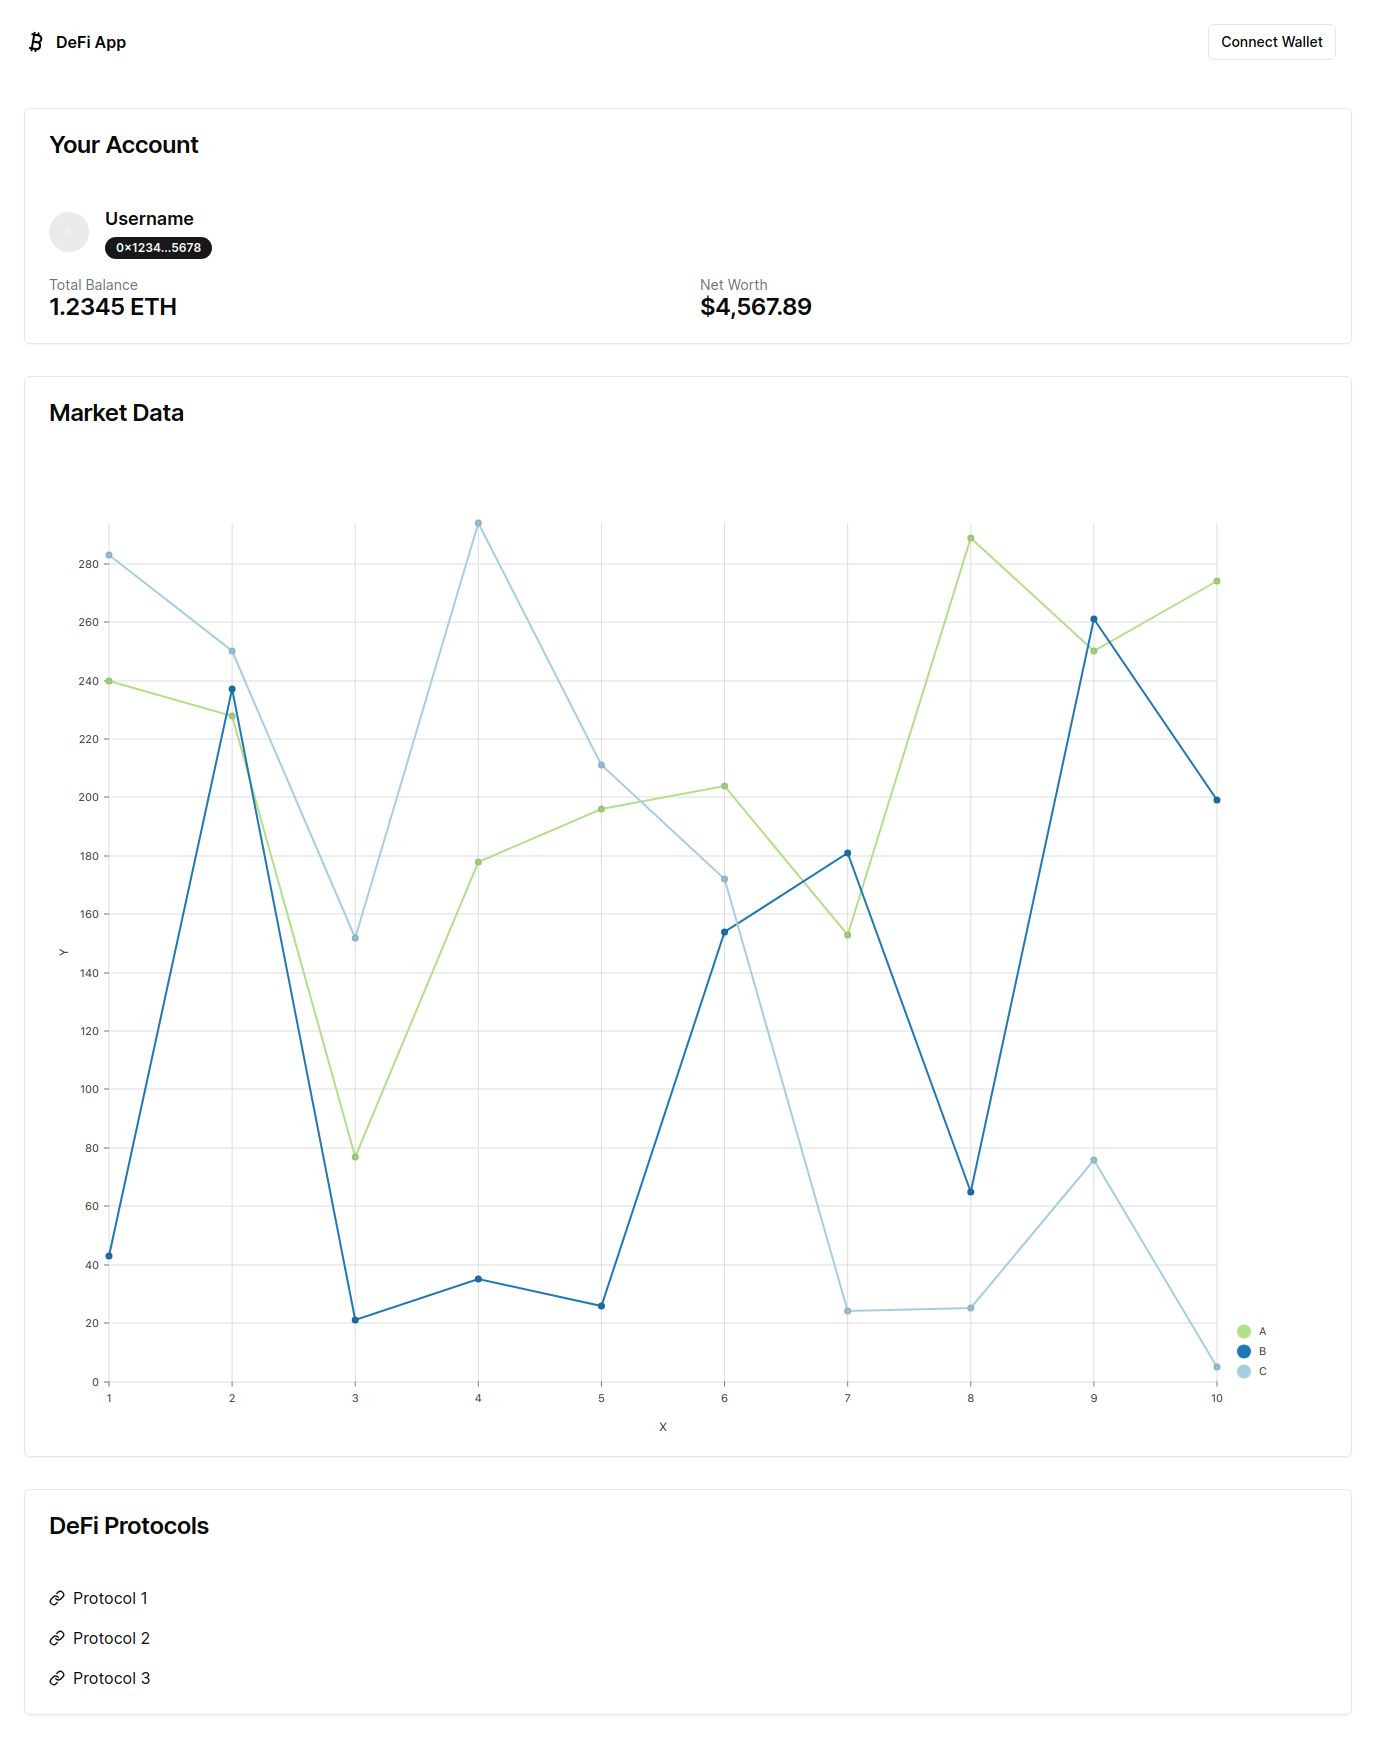 DeFi App
Connect Wallet
Your Account
Username
0×1234...5678
Total Balance
Net Worth
1.2345 ETH
$4,567.89
Market Data
280
260
240
220
200
180
160
140
120
100
80
60
40
20
0
Y
1 2 3 4 5 6 7 8 9 10
X
A
B
C
DeFi Protocols
Protocol 1
Protocol 2
Protocol 3